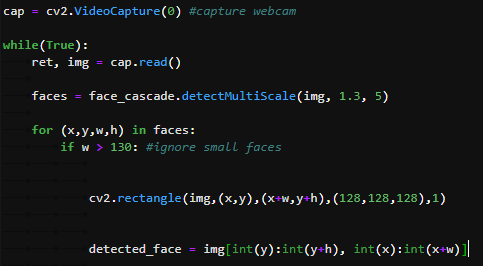 cap = cv2.VideoCapture(0) #capture webcam
while(True):
ret, img = cap.read()
faces = face_cascade.detectMultiScale(img, 1.3, 5)
for (x,y,w,h) in faces:
if w > 130: #ignore small faces
cv2.rectangle(img,(x,y),(x+w,y+h),(128,128,128),1)
detected_face = img[int(y):int(y+h), int(x):int(x+w)]